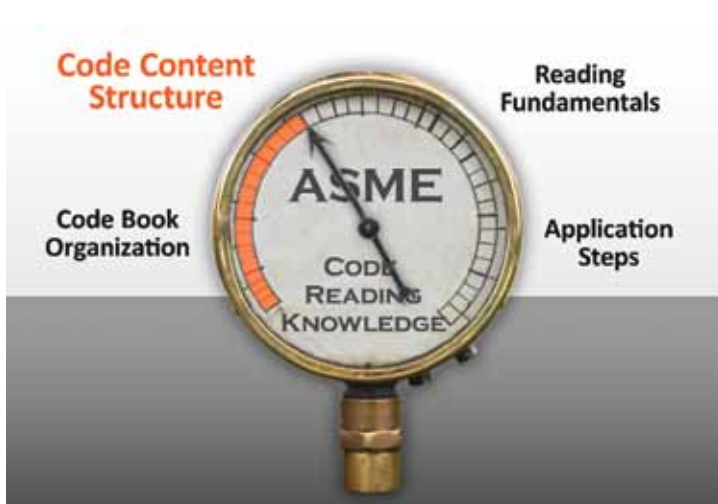 Code Content
Structure
Reading
Fundamentals
Code Book
Organization
Application
Steps
ASME
CODE
READING
KNOWLEDGE